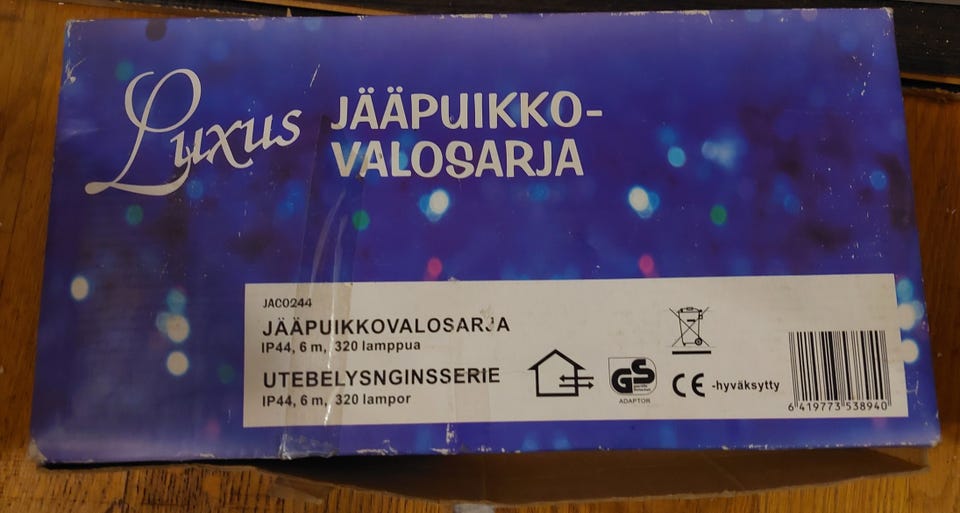 Luxus
JÄÄPUIKKO-
VALOSARJA
JAC0244
JÄÄPUIKKOVALOSARJA
IP44, 6 m, 320 lamppua
UTEBELYSNGINSSERIE
IP44, 6 m, 320 lampor
GS
ADAPTOR
CE -hyväksytty
6 419773 538940